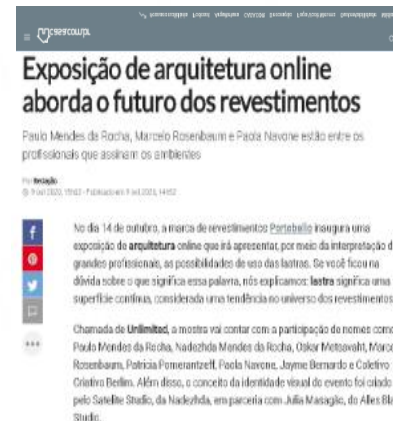 casacombr
Exposição de arquitetura online
aborda o futuro dos revestimentos
Paulo Mendes da Rocha, Marcelo Rosenbaum e Paola Navone estão entre os
profissionais que assinam os ambientes
Por Redação
No dia 14 de outubro, a marca de revestimentos Portobello inaugura uma
exposição de arquitetura online que irá apresentar, por meio da interpretação d
grandes profissionais, as possibilidades de uso das lastras. Se você ficou na
dúvida sobre o que significa essa palavra, nós explicamos: lastra significa uma
superfície contínua, considerada uma tendência no universo dos revestimentos
Chamada de Unlimited, a mostra vai contar com a participação de nomes como
Paulo Mendes da Rocha, Nadezhda Mendes da Rocha, Oskar Metsavaht, Marce
Rosenbaum, Patricia Pomerantzeff, Paola Navone, Jayme Bernardo e Coletivo
Criativo Berlim. Além disso, o conceito da identidade visual do evento foi criado
pelo Satelite Studio, da Nadezhda, em parceria com Julia Masagão, do Alles Bla
Studio.